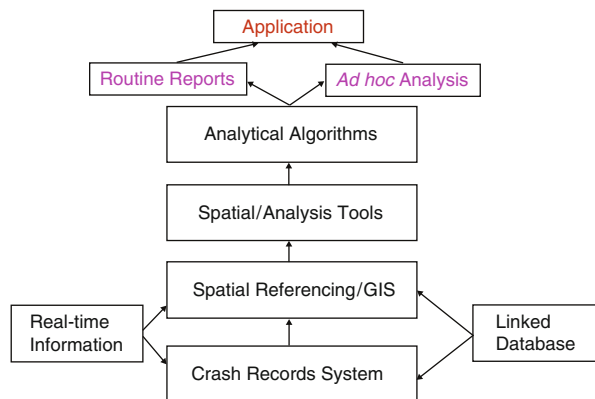 Application
Routine Reports
Ad hoc Analysis
Analytical Algorithms
Spatial/Analysis Tools
Spatial Referencing/GIS
Real-time
Information
Linked
Database
Crash Records System